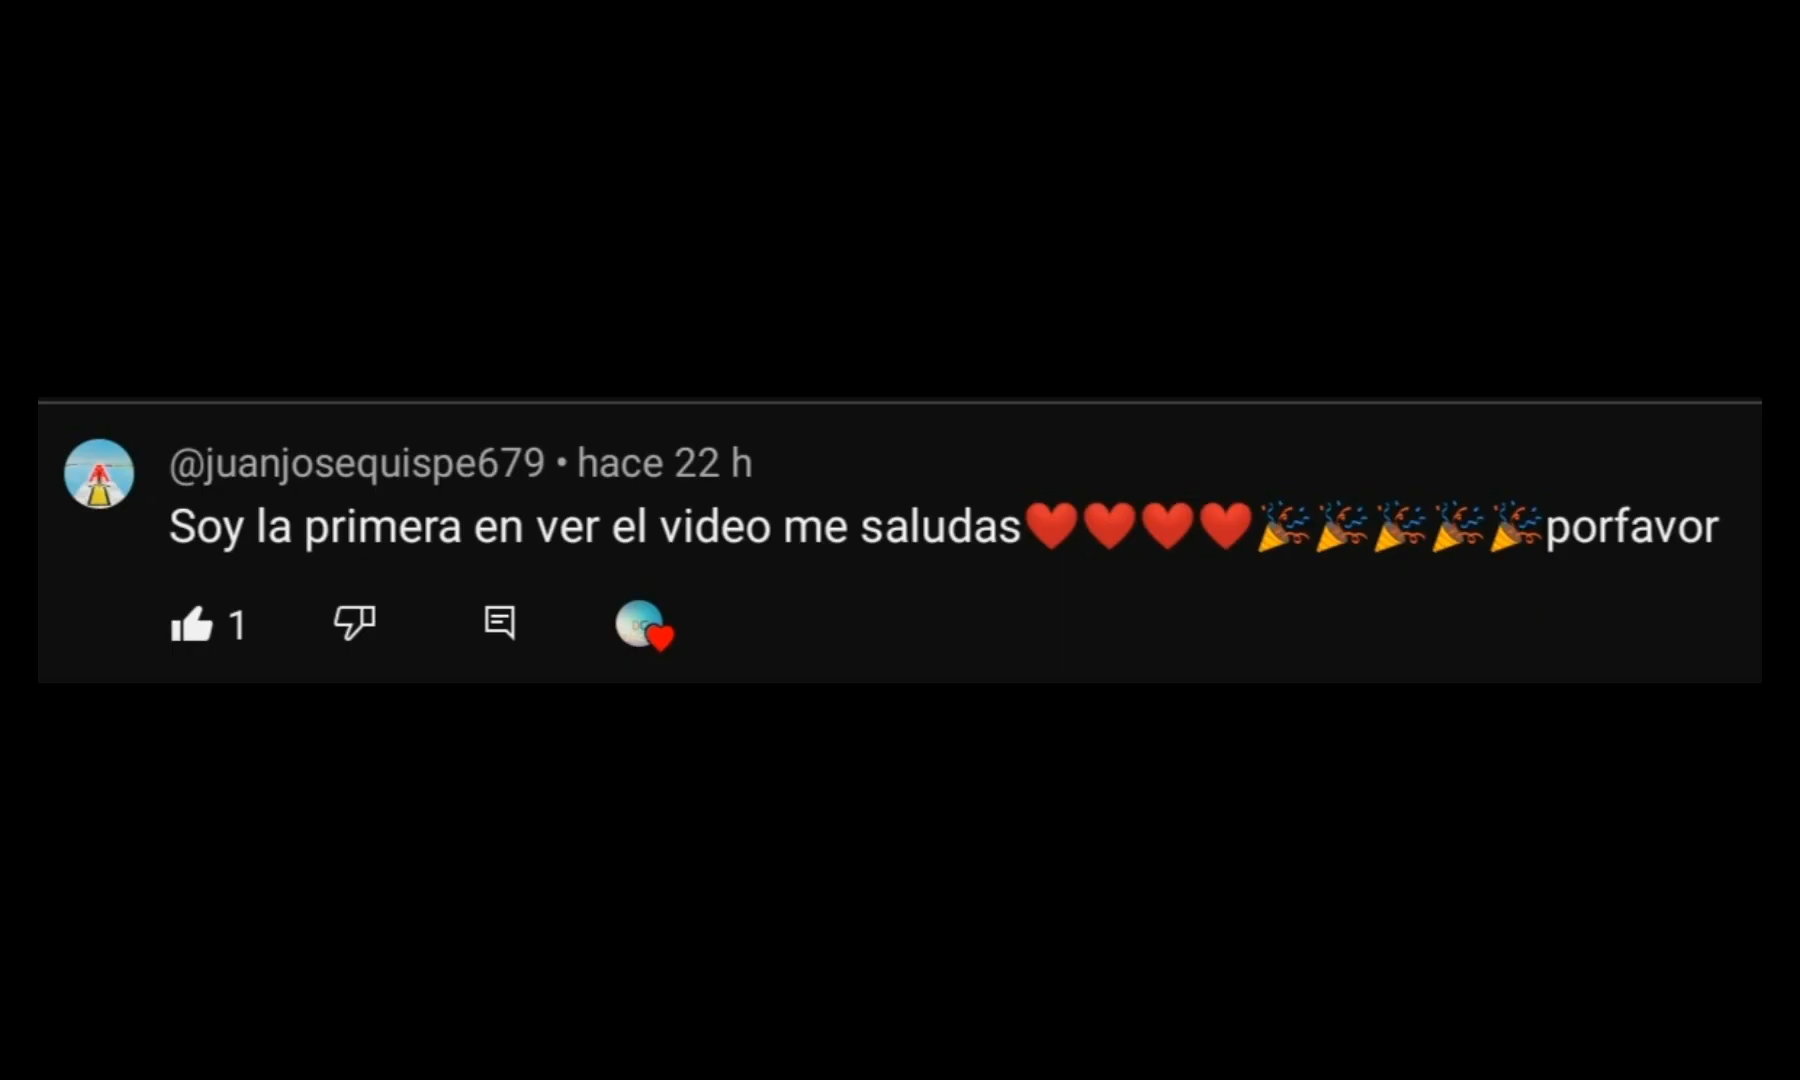 @juanjosequispe679 • hace 22 h
Soy la primera en ver el video me saludas❤️❤️❤️❤️🎉🎉🎉🎉🎉porfavor
1